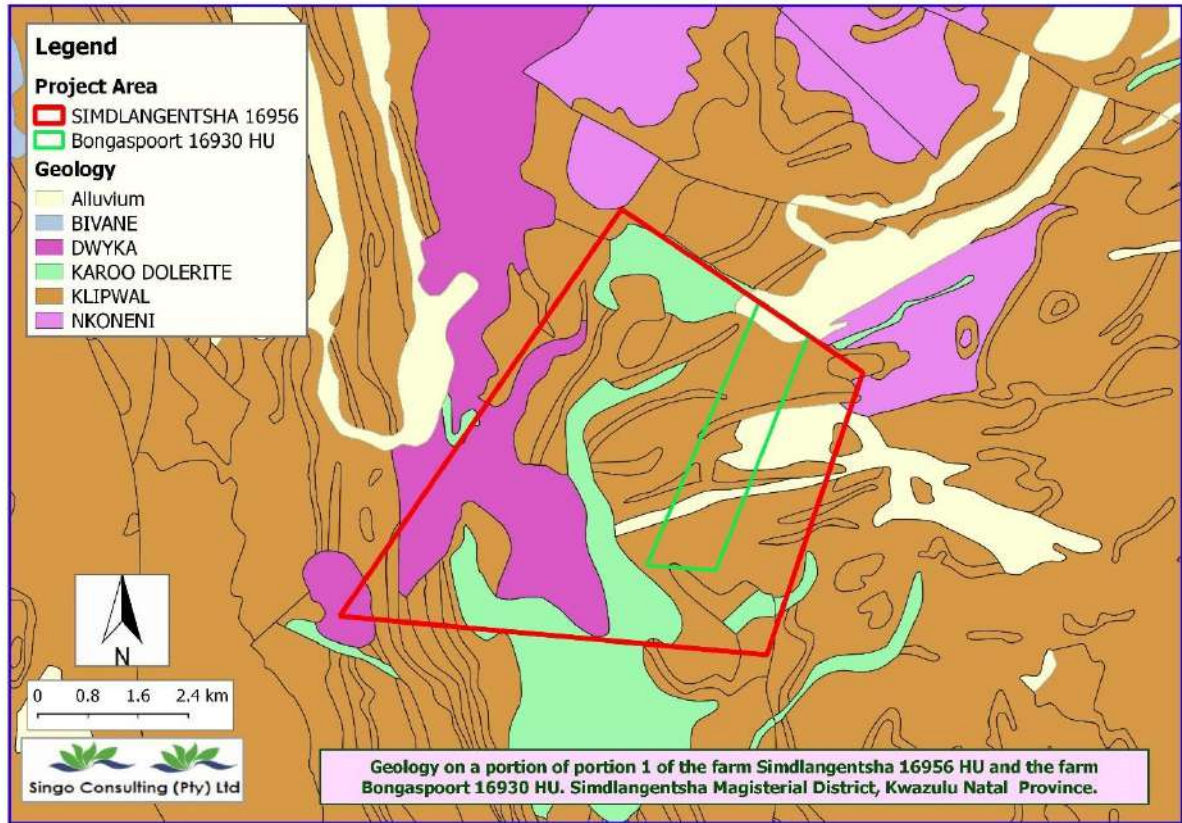 Legend
Project Area
SIMDLANGENTSHA 16956
Bongaspoort 16930 HU
Geology
Alluvium
BIVANE
DWYKA
KAROO DOLERITE
KLIPWAL
NKONENI
N
0 0.8 1.6 2.4 km
Singo Consulting (Pty) Ltd
Geology on a portion of portion 1 of the farm Simdlangentsha 16956 HU and the farm
Bongaspoort 16930 HU. Simdlangentsha Magisterial District, Kwazulu Natal Province.